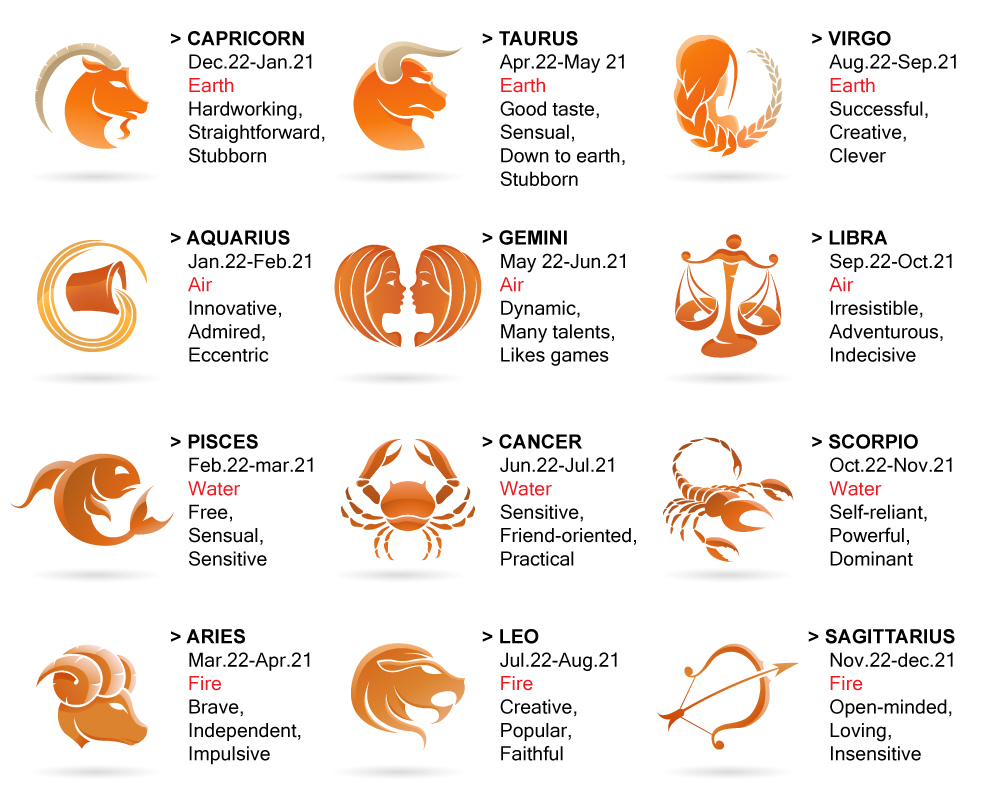 > CAPRICORN
Dec.22-Jan.21
Earth
Hardworking,
Straightforward,
Stubborn
> TAURUS
Apr.22-May 21
Earth
Good taste,
Sensual,
Down to earth,
Stubborn
> VIRGO
Aug.22-Sep.21
Earth
Successful,
Creative,
Clever
> AQUARIUS
Jan.22-Feb.21
Air
Innovative,
Admired,
Eccentric
> GEMINI
May 22-Jun.21
Air
Dynamic,
Many talents,
Likes games
> LIBRA
Sep.22-Oct.21
Air
Irresistible,
Adventurous,
Indecisive
> PISCES
Feb.22-mar.21
Water
Free,
Sensual,
Sensitive
> CANCER
Jun.22-Jul.21
Water
Sensitive,
Friend-oriented,
Practical
> SCORPIO
Oct.22-Nov.21
Water
Self-reliant,
Powerful,
Dominant
> ARIES
Mar.22-Apr.21
Fire
Brave,
Independent,
Impulsive
> LEO
Jul.22-Aug.21
Fire
Creative,
Popular,
Faithful
> SAGITTARIUS
Nov.22-dec.21
Fire
Open-minded,
Loving,
Insensitive